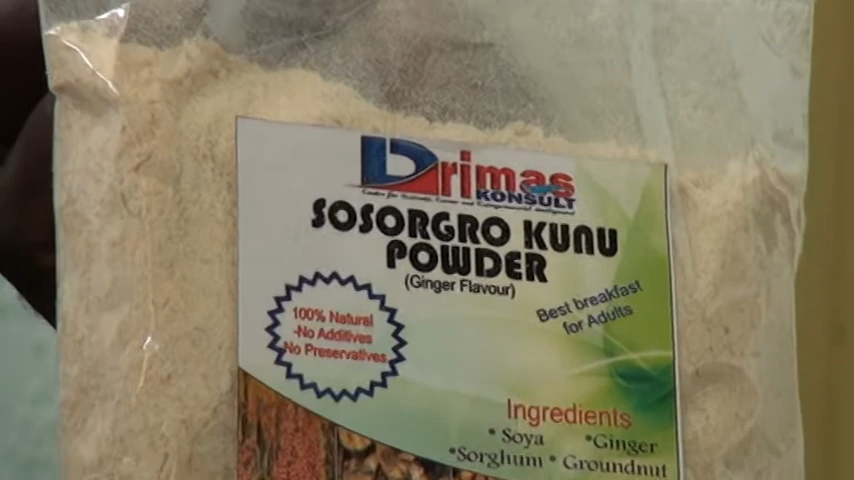 Drimas
KONSULT
SOSORGRO KUNU
POWDER
(Ginger Flavour)
Best breakfast
for Adults
100% Natural
-No Additives
-No Preservatives
Ingredients
* Soya * Ginger
*Sorghum * Groundnut